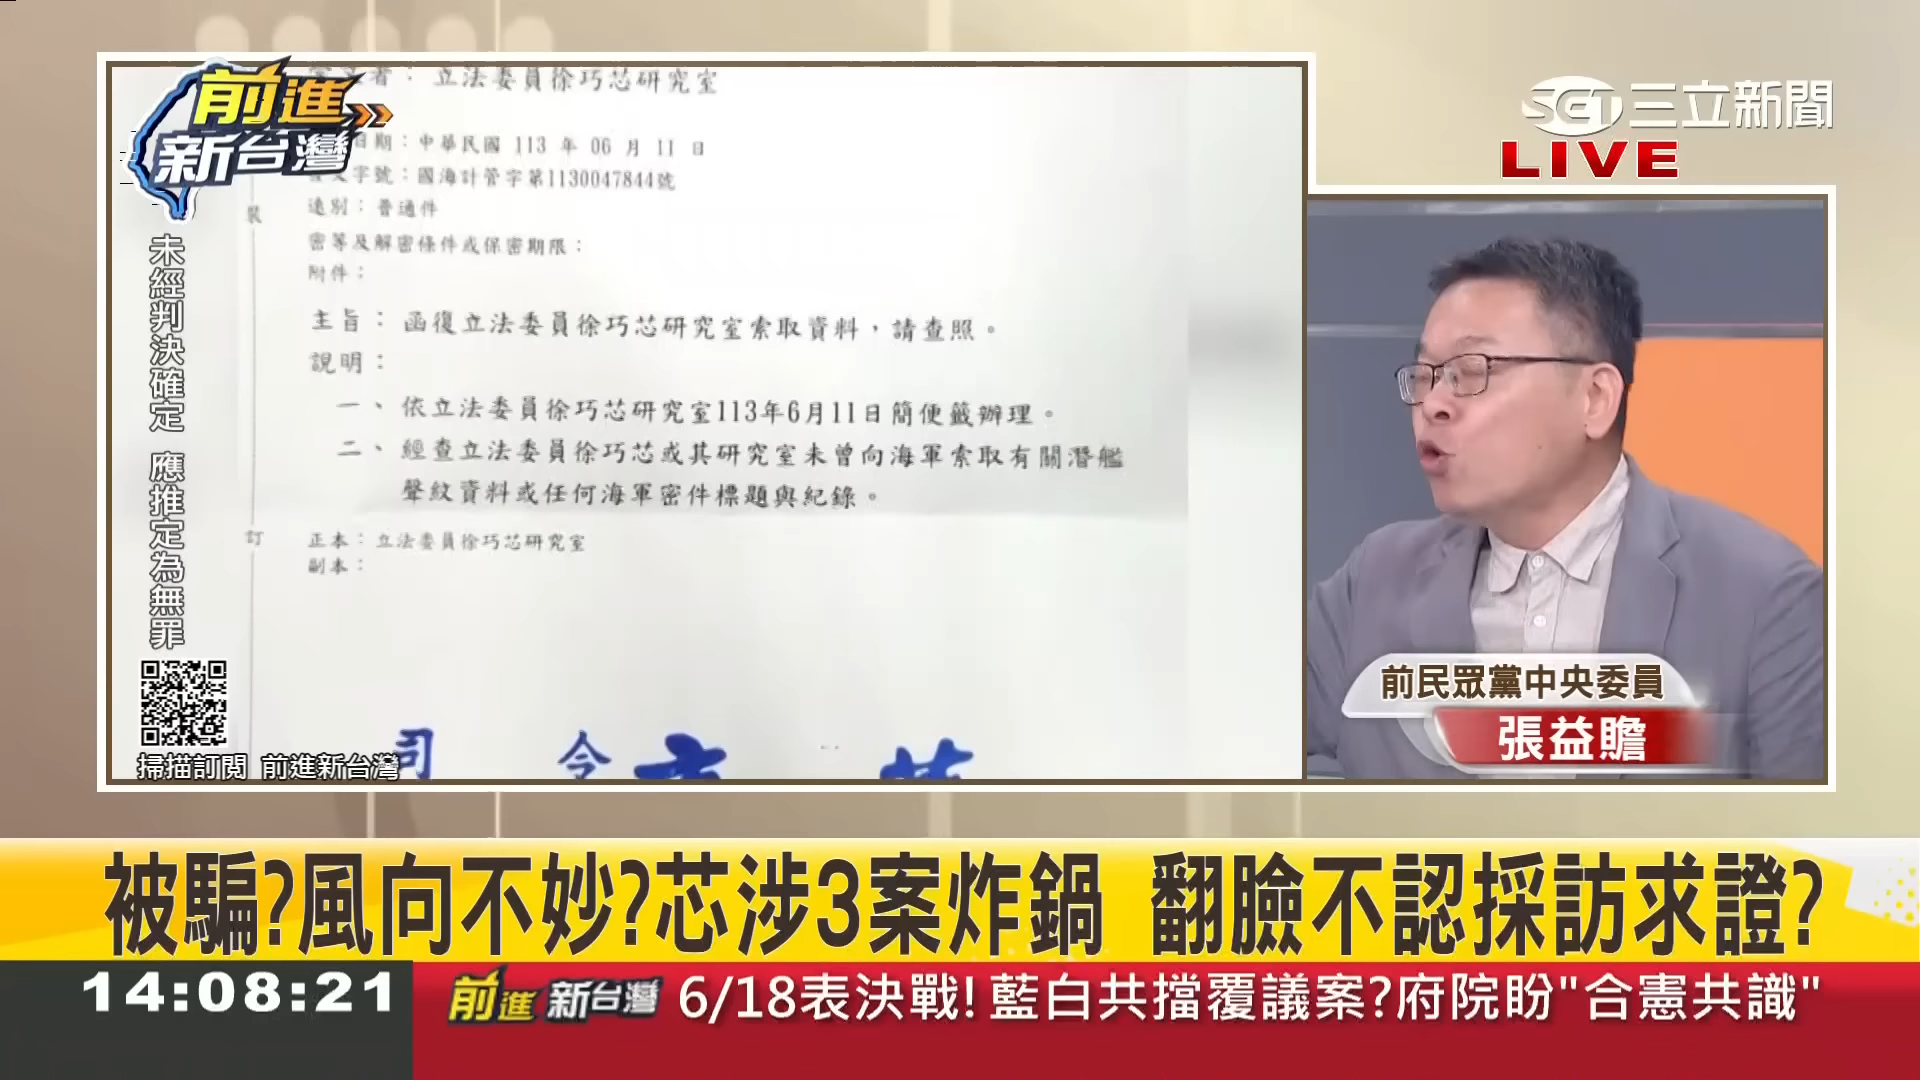 前進
新台灣
SET三立新聞
LIVE
者：立法委員徐巧芯研究室
日期：中華民國 113 年 06 月 11 日
文字號：國海計管字第1130047844號
速別：普通件
密等及解密條件或保密期限：
附件：
主旨：函復立法委員徐巧芯研究室索取資料，請查照。
說明：
一、依立法委員徐巧芯研究室113年6月11日簡便籤辦理。
二、經查立法委員徐巧芯或其研究室未曾向海軍索取有關潛艦
聲紋資料或任何海軍密件標題與紀錄。
正本：立法委員徐巧芯研究室
副本：
裝
訂
司令
未經判決確定 應推定為無罪
掃描訂閱 前進新台灣
前民眾黨中央委員
張益贍
被騙?風向不妙?芯涉3案炸鍋 翻臉不認採訪求證?
14:08:21
前進新台灣
6/18表決戰!藍白共擋覆議案?府院盼"合憲共識"